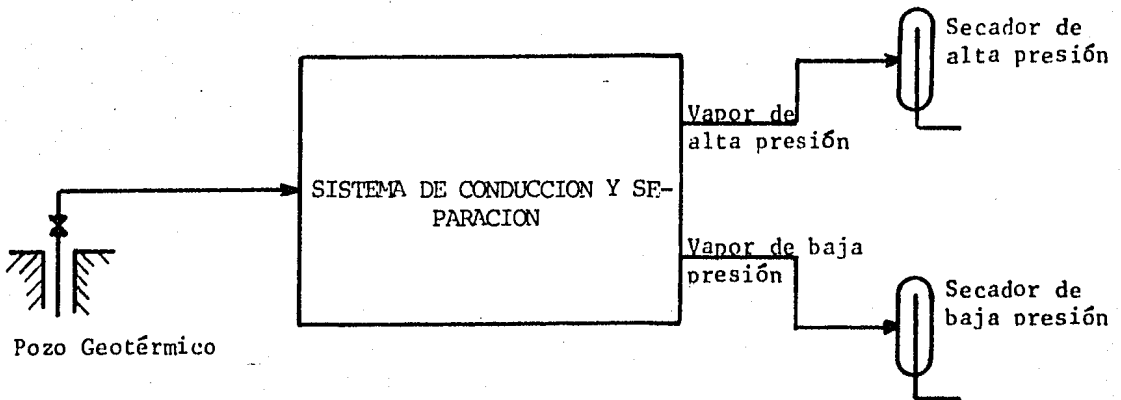 Secador de
alta presión
Vapor de
alta presión
SISTEMA DE CONDUCCION Y SE-
PARACION
Vapor de baja
presión
Secador de
baja presión
Pozo Geotérmico